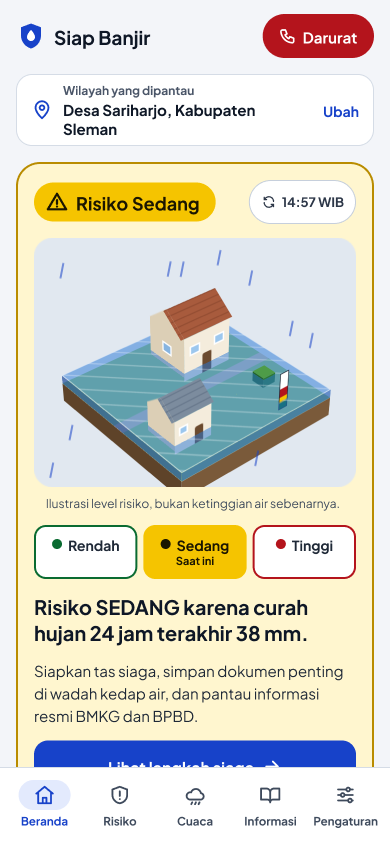 Siap Banjir
Darurat
Wilayah yang dipantau
Desa Sariharjo, Kabupaten
Sleman
Ubah
Risiko Sedang
14:57 WIB
Ilustrasi level risiko, bukan ketinggian air sebenarnya.
Rendah
Sedang
Saat ini
Tinggi
Risiko SEDANG karena curah
hujan 24 jam terakhir 38 mm.
Siapkan tas siaga, simpan dokumen penting
di wadah kedap air, dan pantau informasi
resmi BMKG dan BPBD.
Lihat langkah siaga →
Beranda
Risiko
Cuaca
Informasi
Pengaturan